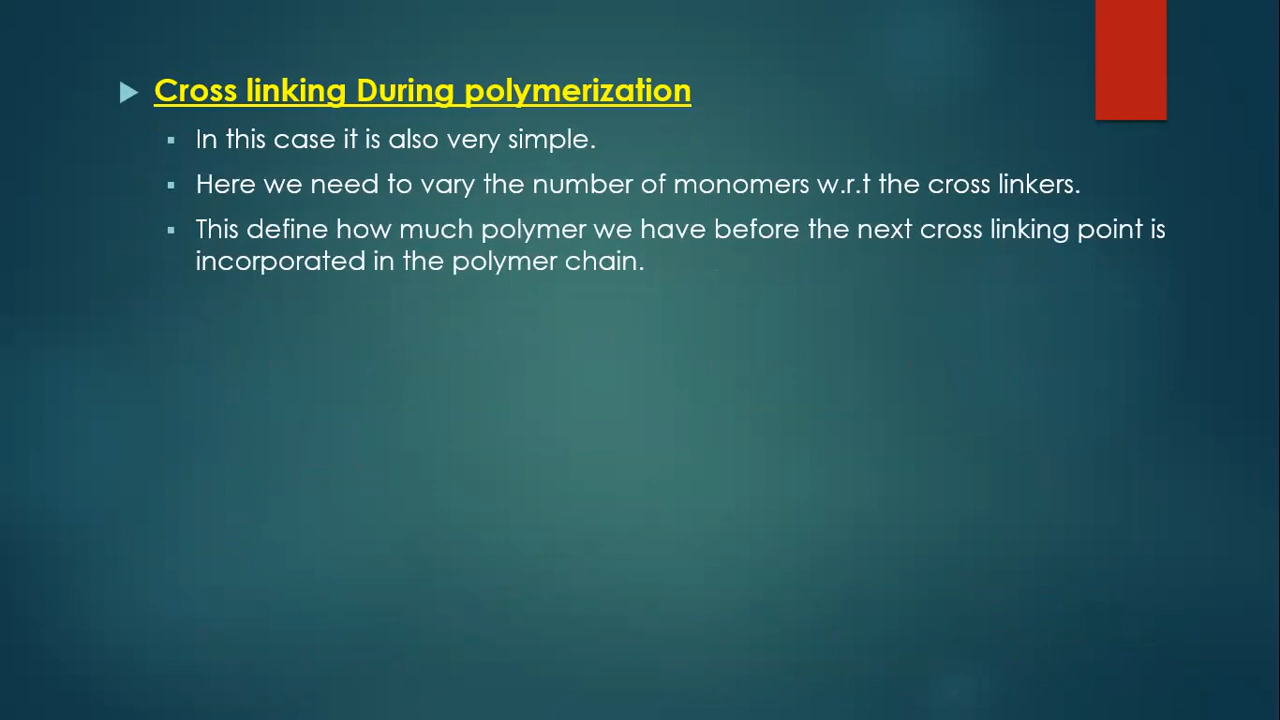 Cross linking During polymerization
In this case it is also very simple.
Here we need to vary the number of monomers w.r.t the cross linkers.
This define how much polymer we have before the next cross linking point is
incorporated in the polymer chain.